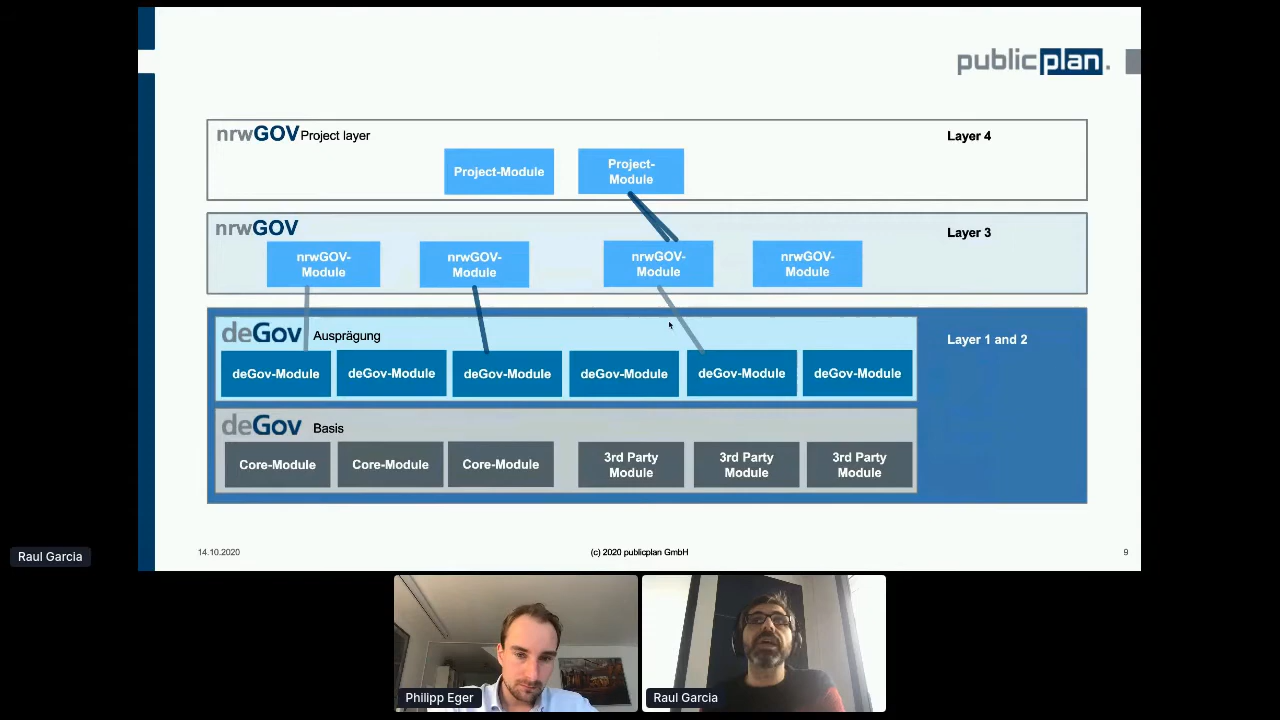 publicplan.
nrwGOV Project layer
Layer 4
Project-Module
Project-
Module
nrwGOV
Layer 3
nrwGOV-
Module
nrwGOV-
Module
nrwGOV-
Module
nrwGOV-
Module
deGov Ausprägung
Layer 1 and 2
deGov-Module
deGov-Module
deGov-Module
deGov-Module
deGov-Module
deGov-Module
deGov Basis
Core-Module
Core-Module
Core-Module
3rd Party
Module
3rd Party
Module
3rd Party
Module
14.10.2020
(c) 2020 publicplan GmbH
9
Raul Garcia
Philipp Eger
Raul Garcia